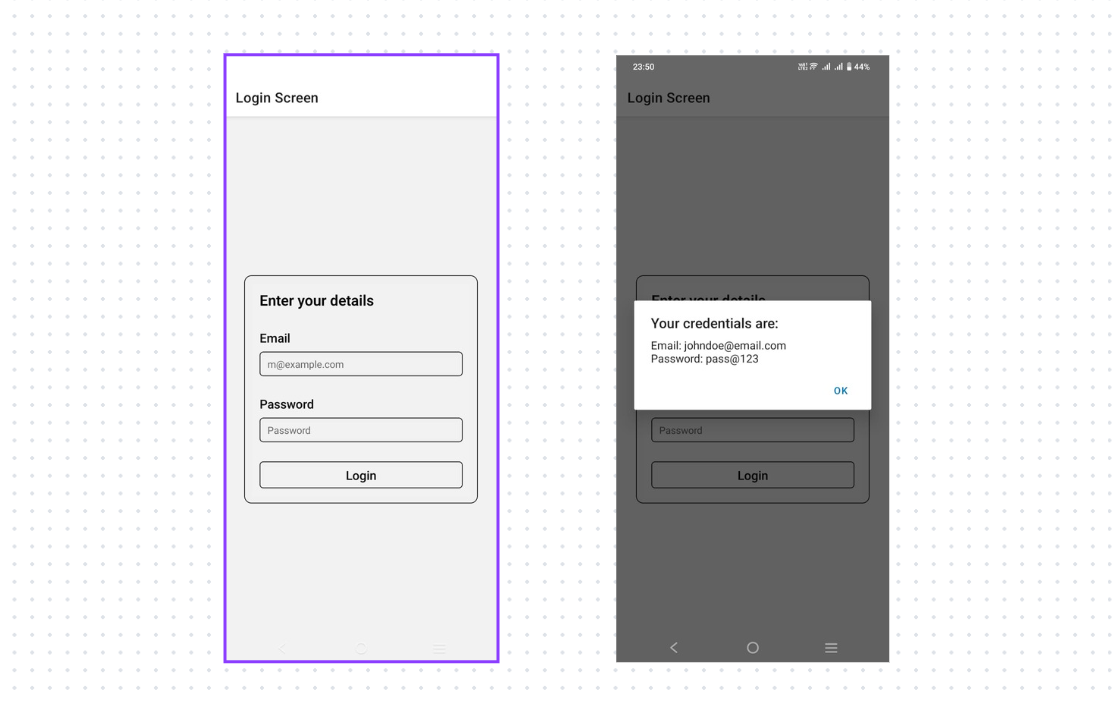 Login Screen
Enter your details
Email
m@example.com
Password
Password
Login
23:50
44%
Login Screen
Enter your details
Your credentials are:
Email: johndoe@email.com
Password: pass@123
OK
Password
Login